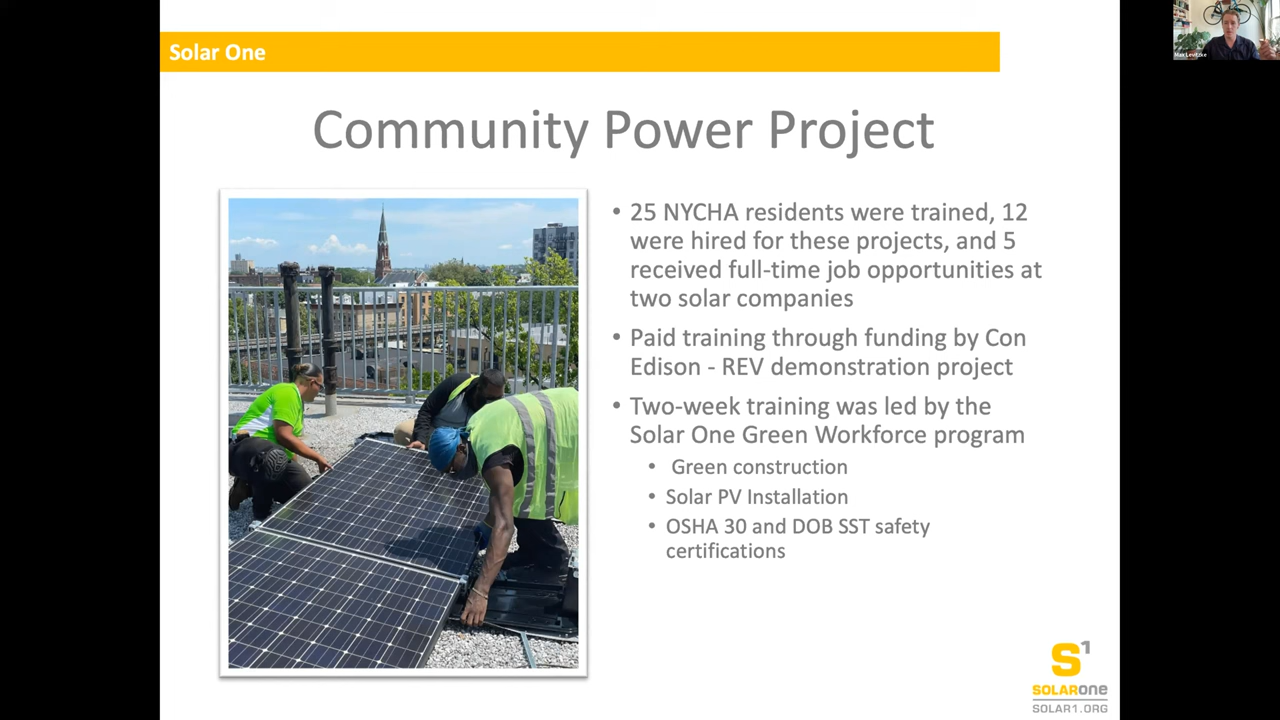 Solar One
Max Levitzke
Community Power Project
• 25 NYCHA residents were trained, 12
were hired for these projects, and 5
received full-time job opportunities at
two solar companies
• Paid training through funding by Con
Edison - REV demonstration project
• Two-week training was led by the
Solar One Green Workforce program
• Green construction
• Solar PV Installation
• OSHA 30 and DOB SST safety
certifications
S1
SOLARONE
SOLAR1.ORG